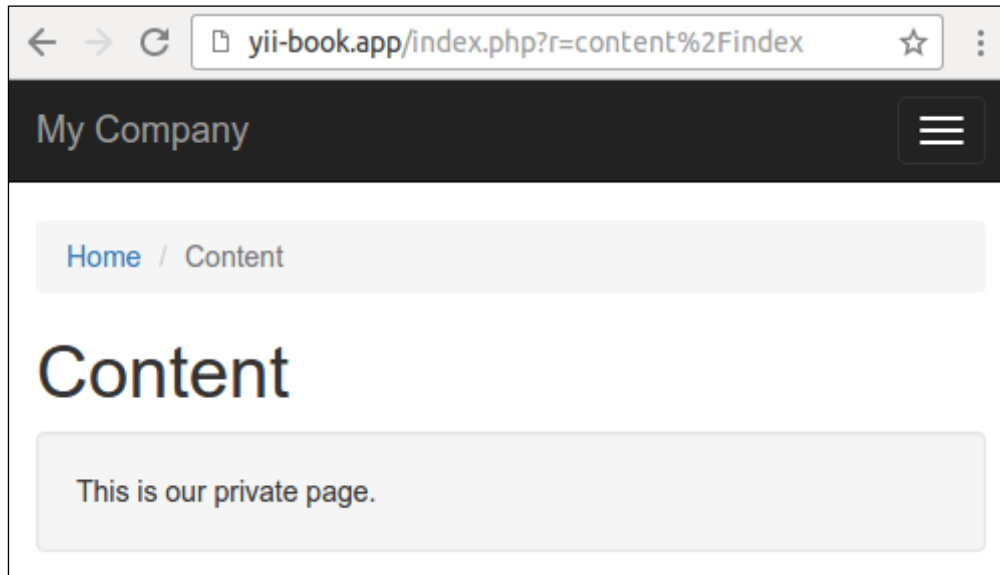 yii-book.app/index.php?r=content%2Findex
My Company
Home / Content
Content
This is our private page.